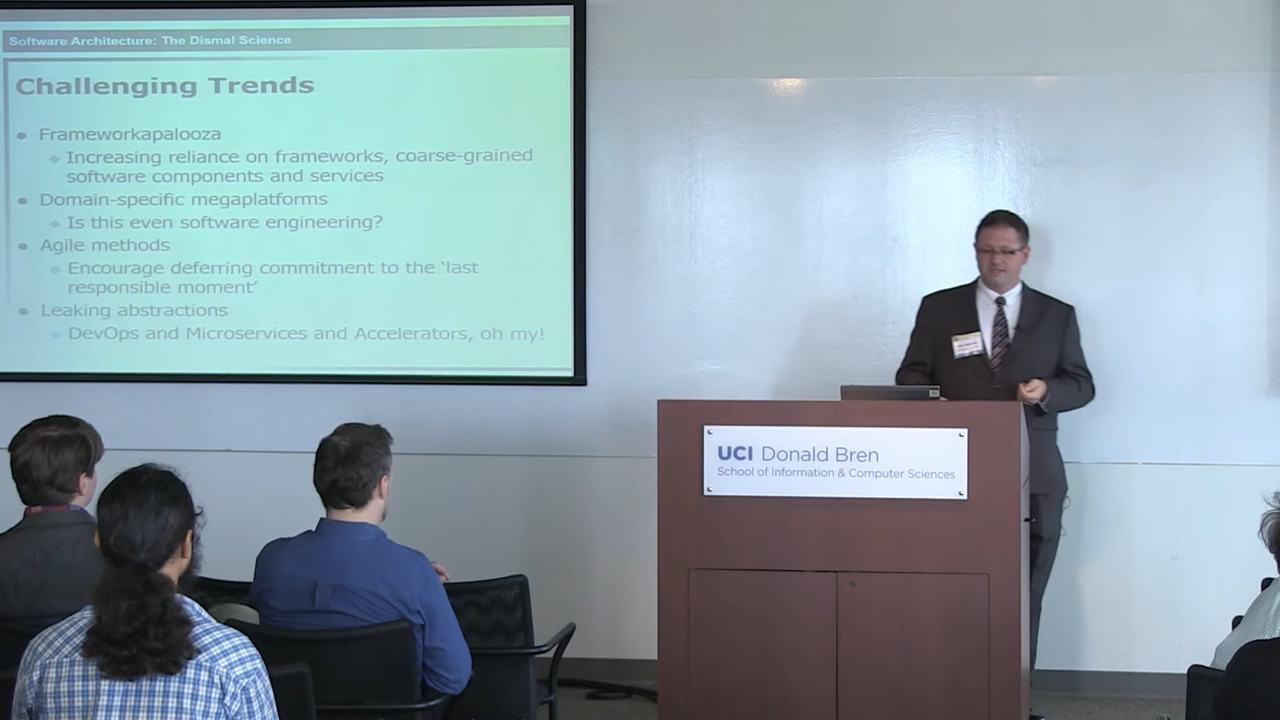 Software Architecture: The Dismal Science
Challenging Trends
Frameworkapalooza
Increasing reliance on frameworks, coarse-grained
software components and services
Domain-specific megaplatforms
Is this even software engineering?
Agile methods
Encourage deferring commitment to the ‘last
responsible moment’
Leaking abstractions
DevOps and Microservices and Accelerators, oh my!
UCI Donald Bren
School of Information & Computer Sciences